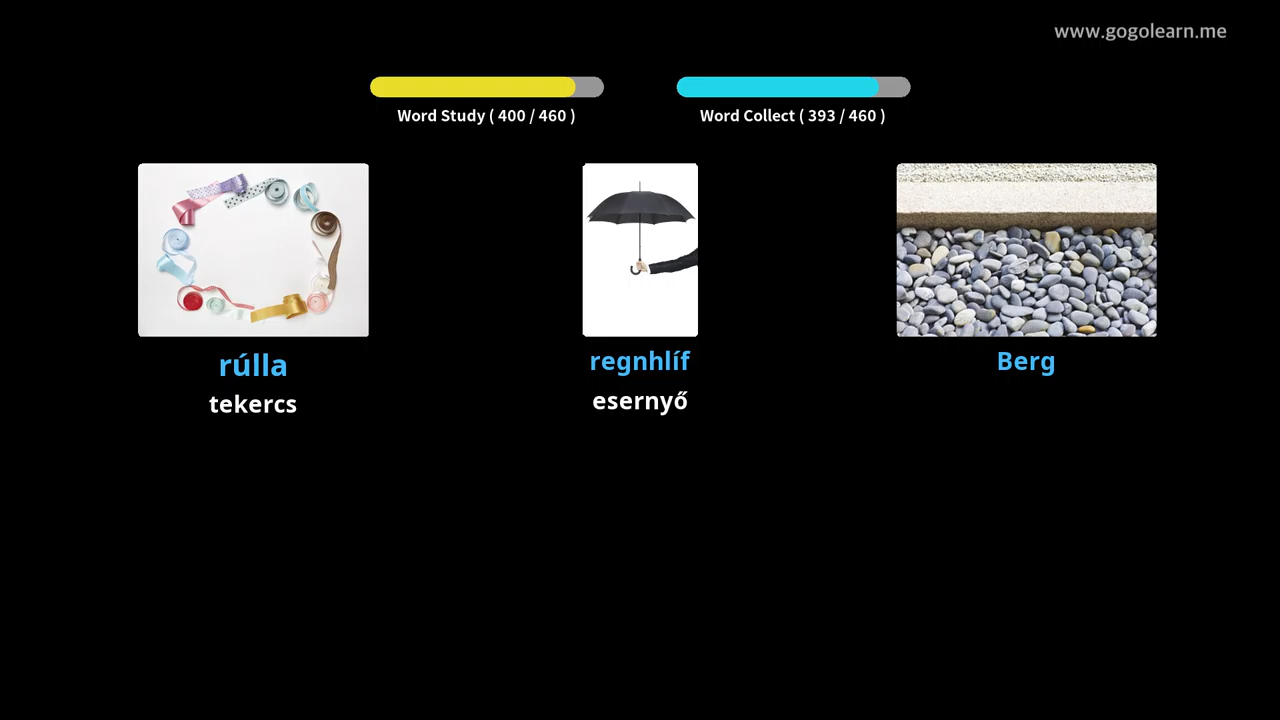 www.gogolearn.me
Word Study ( 400 / 460 )
Word Collect ( 393 / 460 )
rúlla
tekercs
regnhlíf
esernyő
Berg